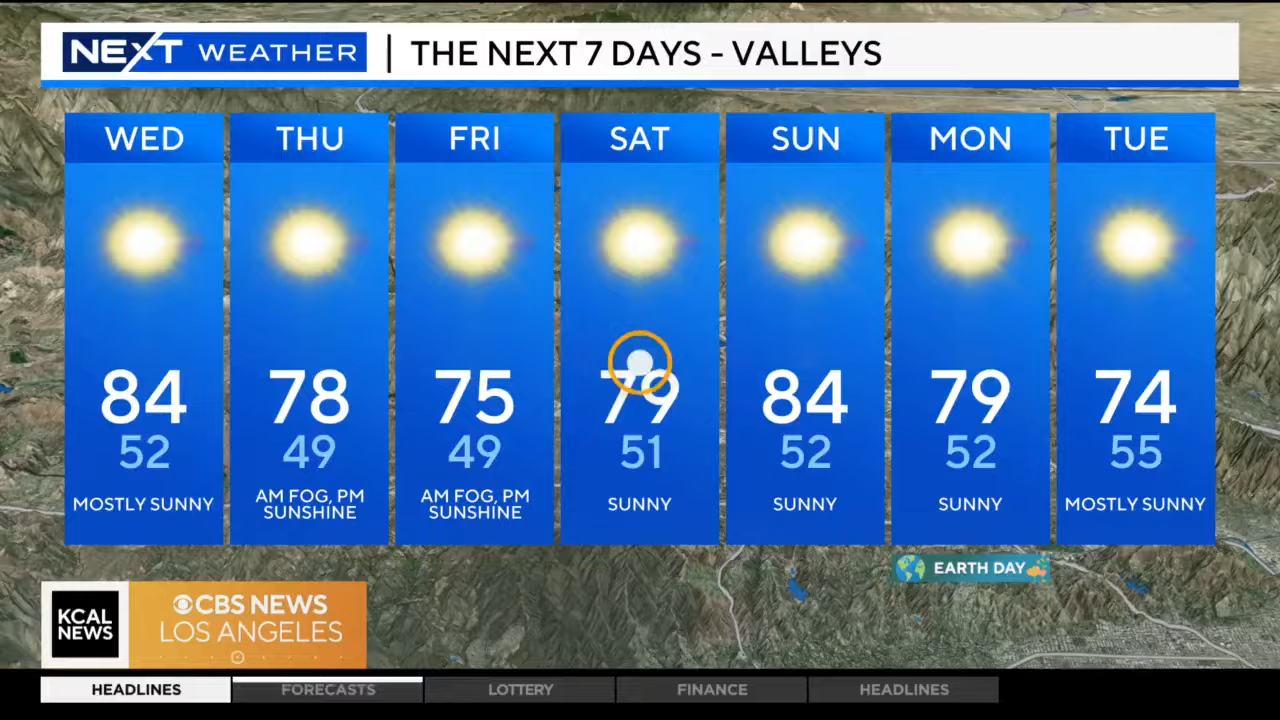 NEXT WEATHER | THE NEXT 7 DAYS - VALLEYS
WED THU FRI SAT SUN MON TUE
84 78 75 79 84 79 74
52 49 49 51 52 52 55
MOSTLY SUNNY
AM FOG, PM
SUNSHINE
AM FOG, PM
SUNSHINE
SUNNY
SUNNY
SUNNY
MOSTLY SUNNY
EARTH DAY
KCAL
NEWS
CBS NEWS
LOS ANGELES
HEADLINES FORECASTS LOTTERY FINANCE HEADLINES